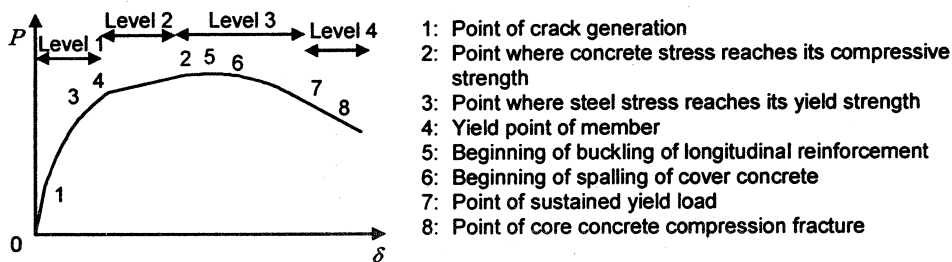 P
Level 1
Level 2
Level 3
Level 4
1
3
4
2
5
6
7
8
0
δ
1: Point of crack generation
2: Point where concrete stress reaches its compressive
strength
3: Point where steel stress reaches its yield strength
4: Yield point of member
5: Beginning of buckling of longitudinal reinforcement
6: Beginning of spalling of cover concrete
7: Point of sustained yield load
8: Point of core concrete compression fracture